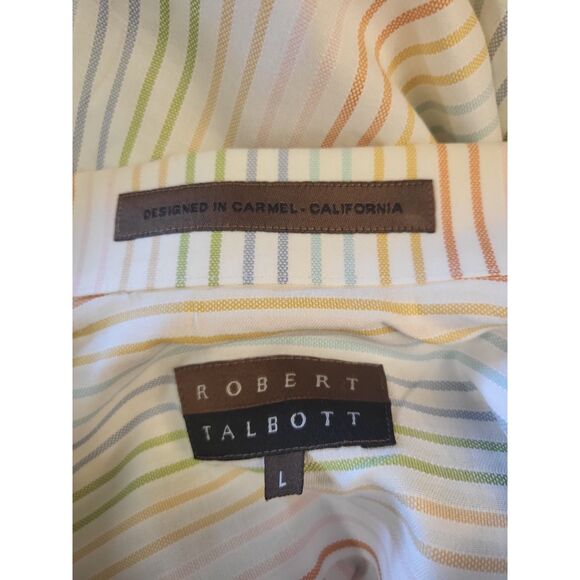 DESIGNED IN CARMEL - CALIFORNIA
ROBERT
TALBOTT
L